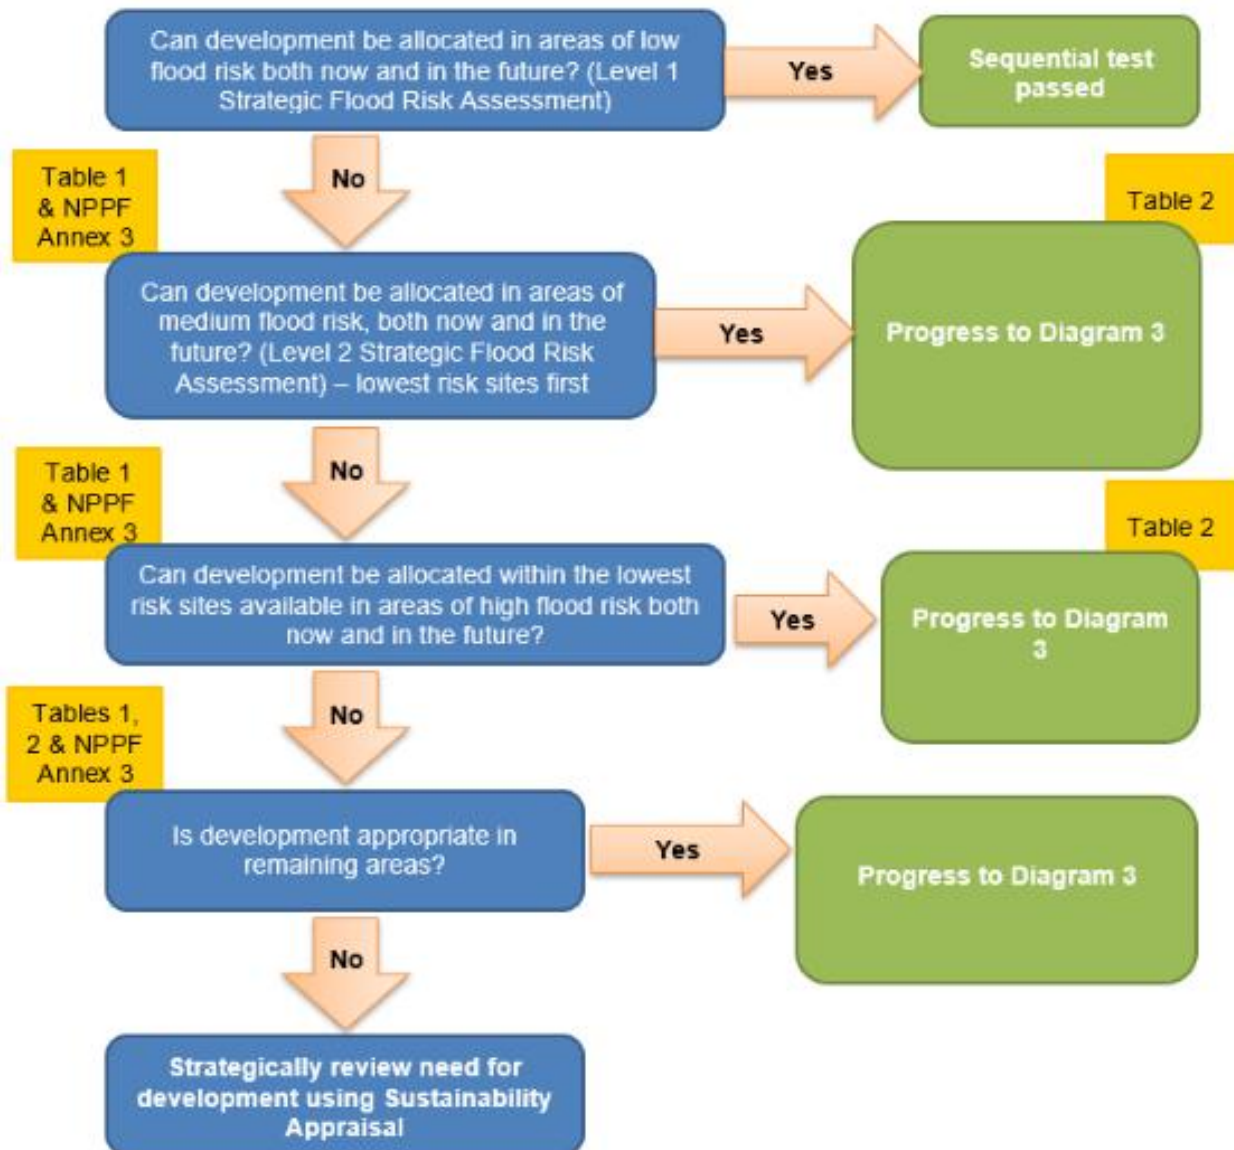 Can development be allocated in areas of low
flood risk both now and in the future? (Level 1
Strategic Flood Risk Assessment)
Yes
Sequential test
passed
No
Table 1
& NPPF
Annex 3
Table 2
Can development be allocated in areas of
medium flood risk, both now and in the
future? (Level 2 Strategic Flood Risk
Assessment) – lowest risk sites first
Yes
Progress to Diagram 3
No
Table 1
& NPPF
Annex 3
Table 2
Can development be allocated within the lowest
risk sites available in areas of high flood risk both
now and in the future?
Yes
Progress to Diagram
3
No
Tables 1,
2 & NPPF
Annex 3
Is development appropriate in
remaining areas?
Yes
Progress to Diagram 3
No
Strategically review need for
development using Sustainability
Appraisal